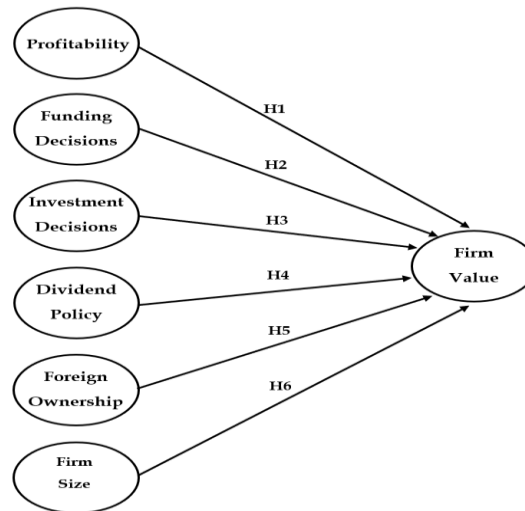 Profitability
H1
Funding
Decisions
H2
Investment
Decisions
H3
Firm
Value
Dividend
Policy
H4
Foreign
Ownership
H5
Firm
Size
H6